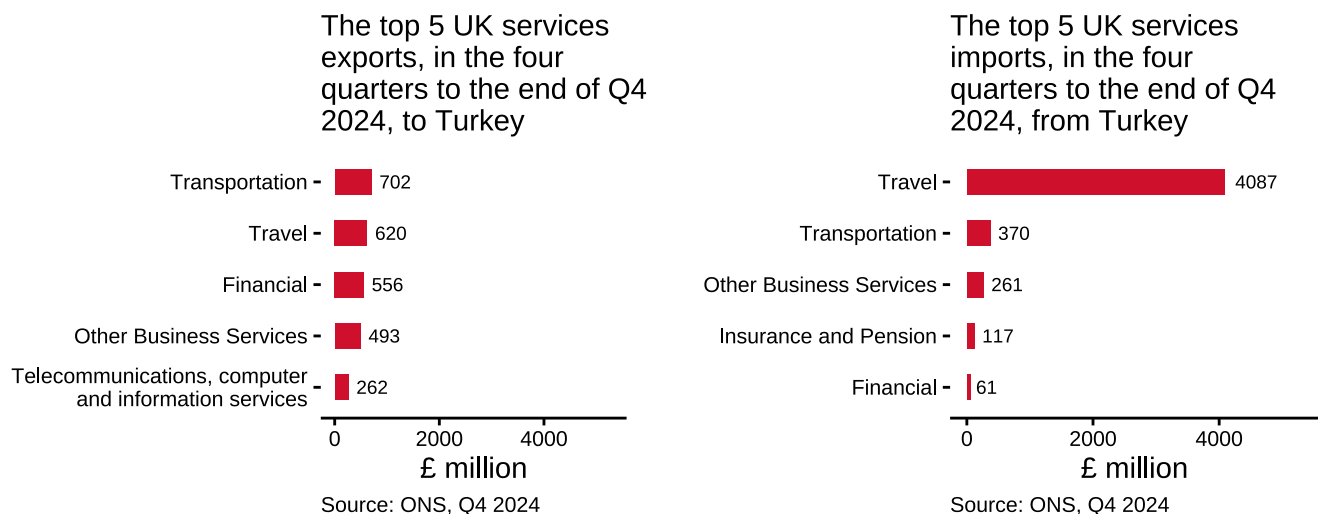 The top 5 UK services
exports, in the four
quarters to the end of Q4
2024, to Turkey
Transportation
702
Travel
620
Financial
556
Other Business Services
493
Telecommunications, computer
and information services
262
0
2000
4000
£ million
Source: ONS, Q4 2024
The top 5 UK services
imports, in the four
quarters to the end of Q4
2024, from Turkey
Travel
4087
Transportation
370
Other Business Services
261
Insurance and Pension
117
Financial
61
0
2000
4000
£ million
Source: ONS, Q4 2024